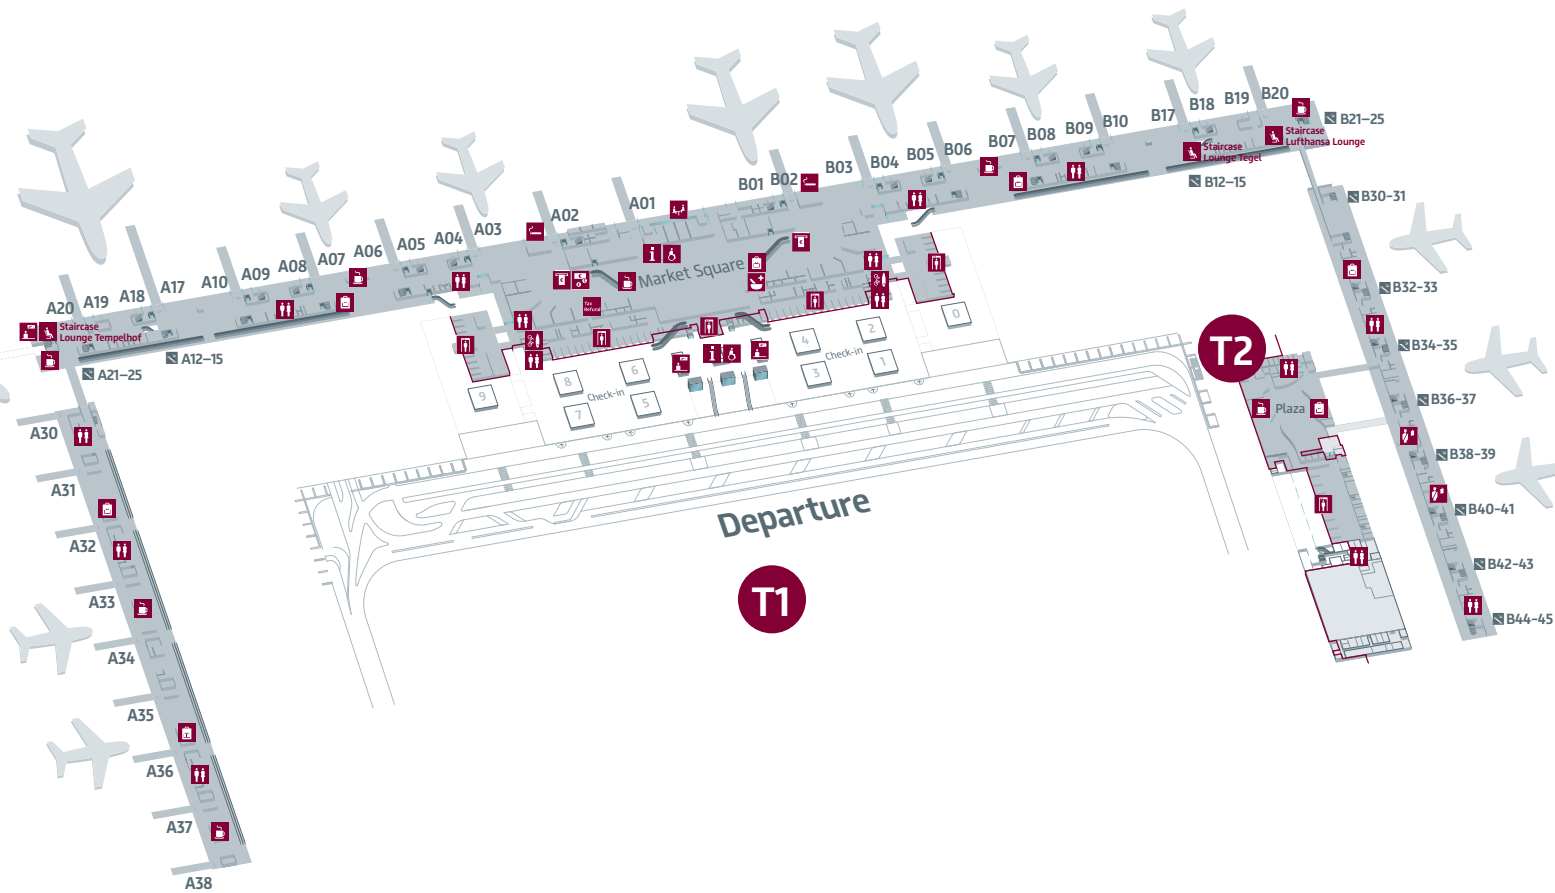 B20
B19
B18
B17
B21–25
Staircase
Lufthansa Lounge
Staircase
Lounge Tegel
B12–15
B10
B09
B08
B07
B06
B05
B04
B03
B02
B01
A01
A02
A03
A04
A05
A06
A07
A08
A09
A10
A17
A18
A19
A20
Staircase
Lounge Tempelhof
A12–15
A21–25
Market Square
Tax
Refund
i
i
0
1
2
3
4
Check-in
5
6
7
8
9
Check-in
B30–31
B32–33
B34–35
B36–37
B38–39
B40–41
B42–43
B44–45
T2
Plaza
Departure
T1
A30
A31
A32
A33
A34
A35
A36
A37
A38